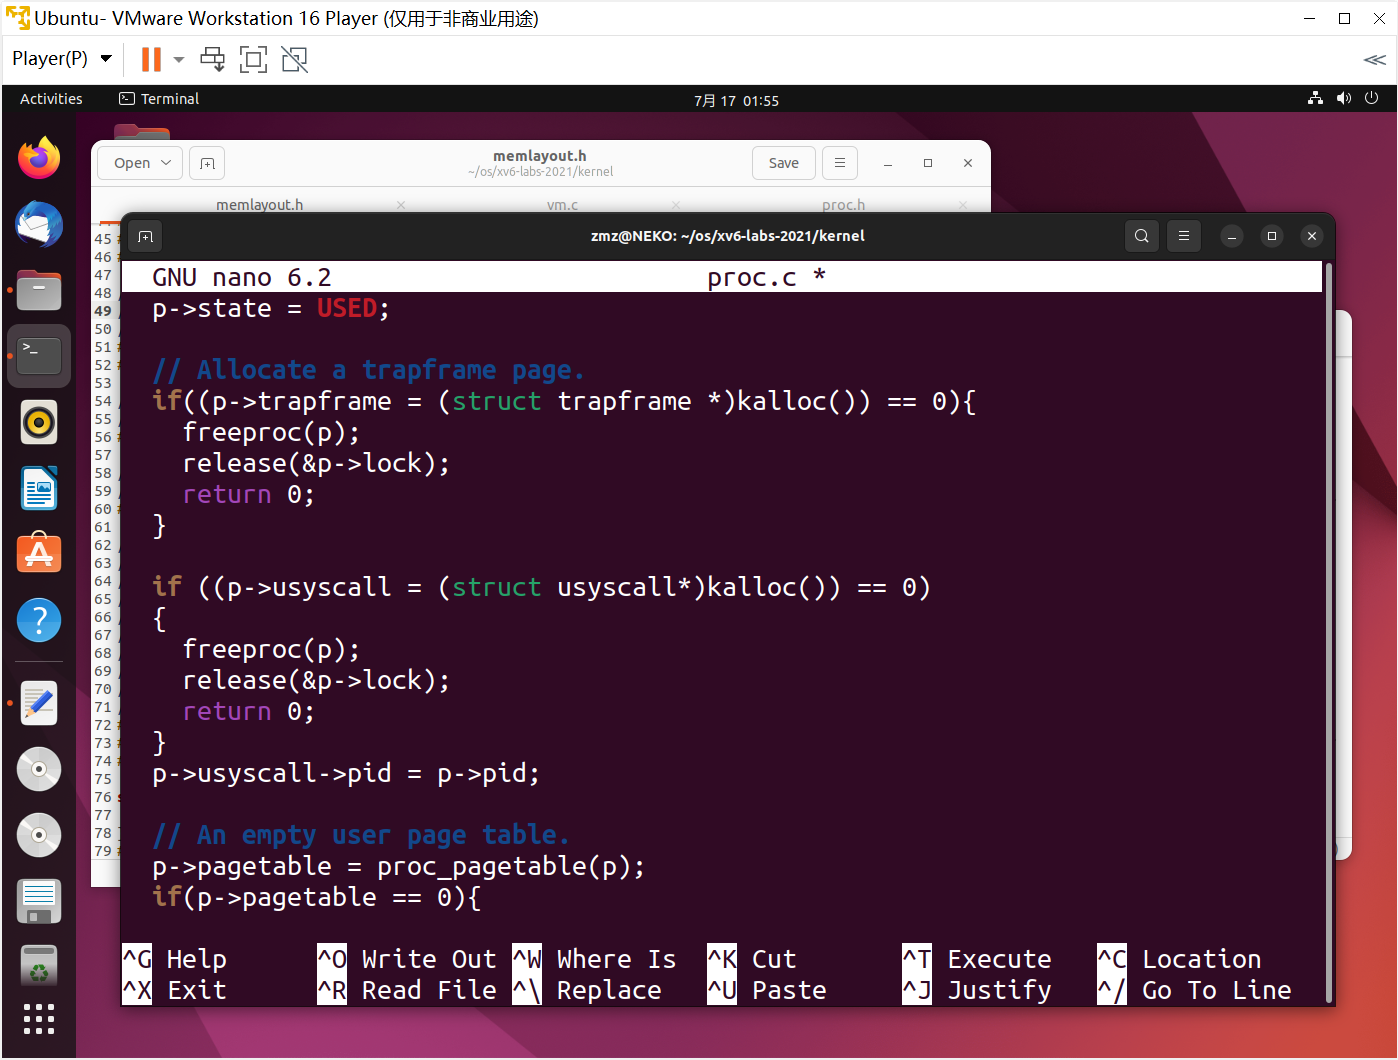 Ubuntu- VMware Workstation 16 Player (仅用于非商业用途)
Player(P)
Activities
Terminal
7月 17 01:55
Open
memlayout.h
~/os/xv6-labs-2021/kernel
Save
memlayout.h
vm.c
proc.h
zmz@NEKO: ~/os/xv6-labs-2021/kernel
45
46
47
48
49
50
51
52
53
54
55
56
57
58
59
60
61
62
63
64
65
66
67
68
69
70
71
72
73
74
75
76
77
78
79
GNU nano 6.2 proc.c *
p->state = USED;
// Allocate a trapframe page.
if((p->trapframe = (struct trapframe *)kalloc()) == 0){
freeproc(p);
release(&p->lock);
return 0;
}
if ((p->usyscall = (struct usyscall*)kalloc()) == 0)
{
freeproc(p);
release(&p->lock);
return 0;
}
p->usyscall->pid = p->pid;
// An empty user page table.
p->pagetable = proc_pagetable(p);
if(p->pagetable == 0){
^G Help ^O Write Out ^W Where Is ^K Cut ^T Execute ^C Location
^X Exit ^R Read File ^\ Replace ^U Paste ^J Justify ^/ Go To Line